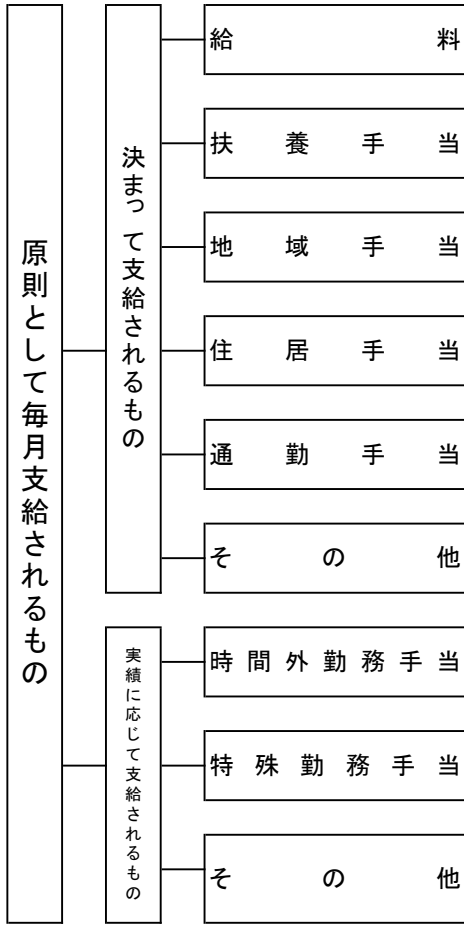 原則として毎月支給されるもの
決まって支給されるもの
給料
扶養手当
地域手当
住居手当
通勤手当
その他
実績に応じて支給されるもの
時間外勤務手当
特殊勤務手当
その他